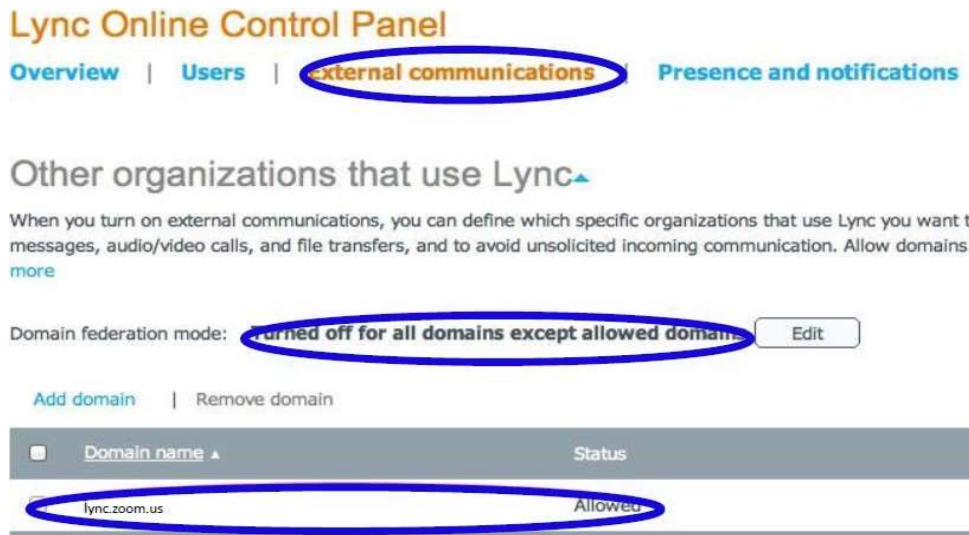 Lync Online Control Panel
Overview | Users | External communications | Presence and notifications
Other organizations that use Lync
When you turn on external communications, you can define which specific organizations that use Lync you want t
messages, audio/video calls, and file transfers, and to avoid unsolicited incoming communication. Allow domains
more
Domain federation mode: Turned off for all domains except allowed domains Edit
Add domain | Remove domain
Domain name Status
lync.zoom.us Allowed